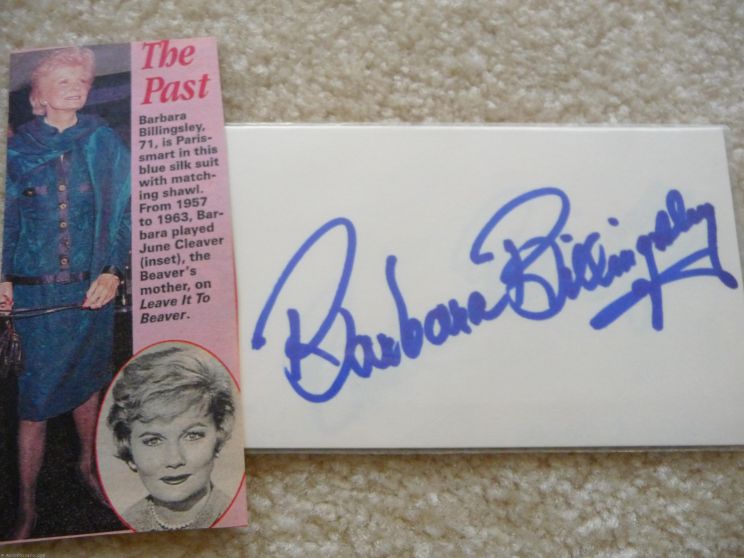 The
Past
Barbara
Billingsley,
71, is Paris-
smart in this
blue silk suit
with match-
ing shawl.
From 1957
to 1963, Bar-
bara played
June Cleaver
(inset), the
Beaver's
mother, on
Leave It To
Beaver.
Barbara Billingsley